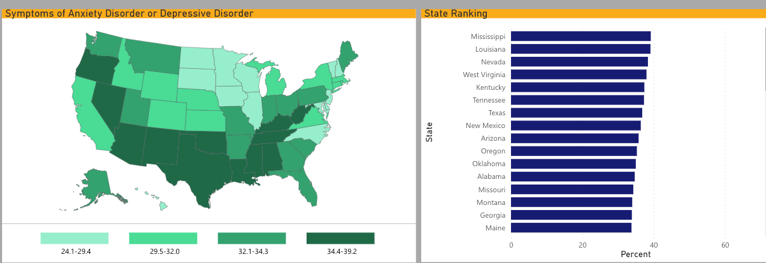 Symptoms of Anxiety Disorder or Depressive Disorder
24.1-29.4
29.5-32.0
32.1-34.3
34.4-39.2
State Ranking
State
Mississippi
Louisiana
Nevada
West Virginia
Kentucky
Tennessee
Texas
New Mexico
Arizona
Oregon
Oklahoma
Alabama
Missouri
Montana
Georgia
Maine
0 20 40 60
Percent